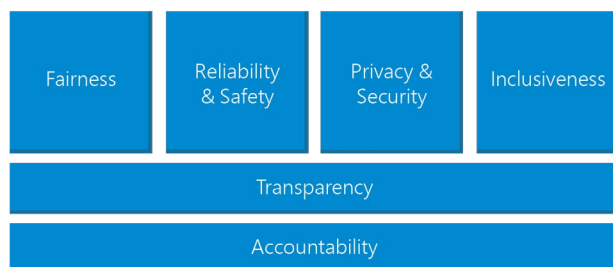 Fairness
Reliability
& Safety
Privacy &
Security
Inclusiveness
Transparency
Accountability